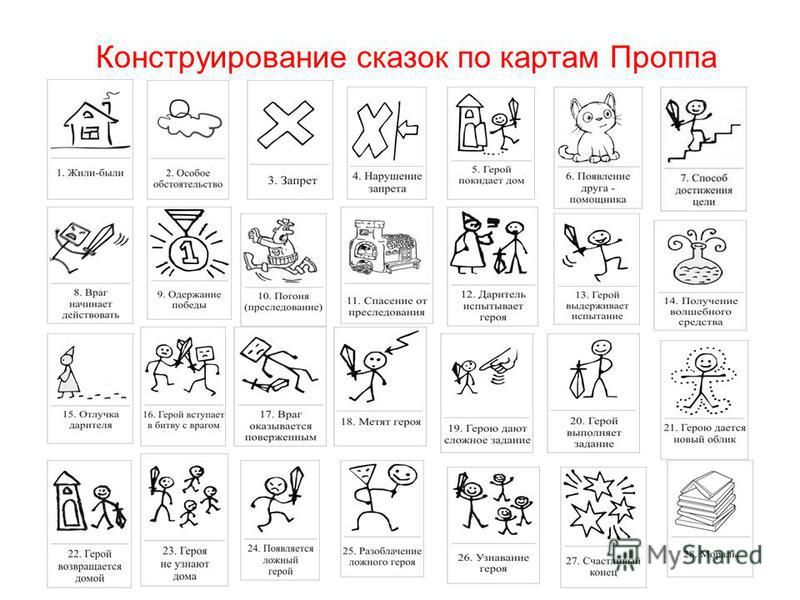 Конструирование сказок по картам Проппа
1. Жили-были
2. Особое
обстоятельство
3. Запрет
4. Нарушение
запрета
5. Герой
покидает дом
6. Появление
друга -
помощника
7. Способ
достижения
цели
8. Враг
начинает
действовать
9. Одержание
победы
1
10. Погоня
(преследование)
11. Спасение от
преследования
12. Даритель
испытывает
героя
13. Герой
выдерживает
испытание
14. Получение
волшебного
средства
15. Отлучка
дарителя
16. Герой вступает
в битву с врагом
17. Враг
оказывается
поверженным
18. Метят героя
19. Герою дают
сложное задание
20. Герой
выполняет
задание
21. Герою дается
новый облик
22. Герой
возвращается
домой
23. Героя
не узнают
дома
24. Появляется
ложный
герой
25. Разоблачение
ложного героя
26. Узнавание
героя
27. Счастливый
конец
28. Мораль
MyShared